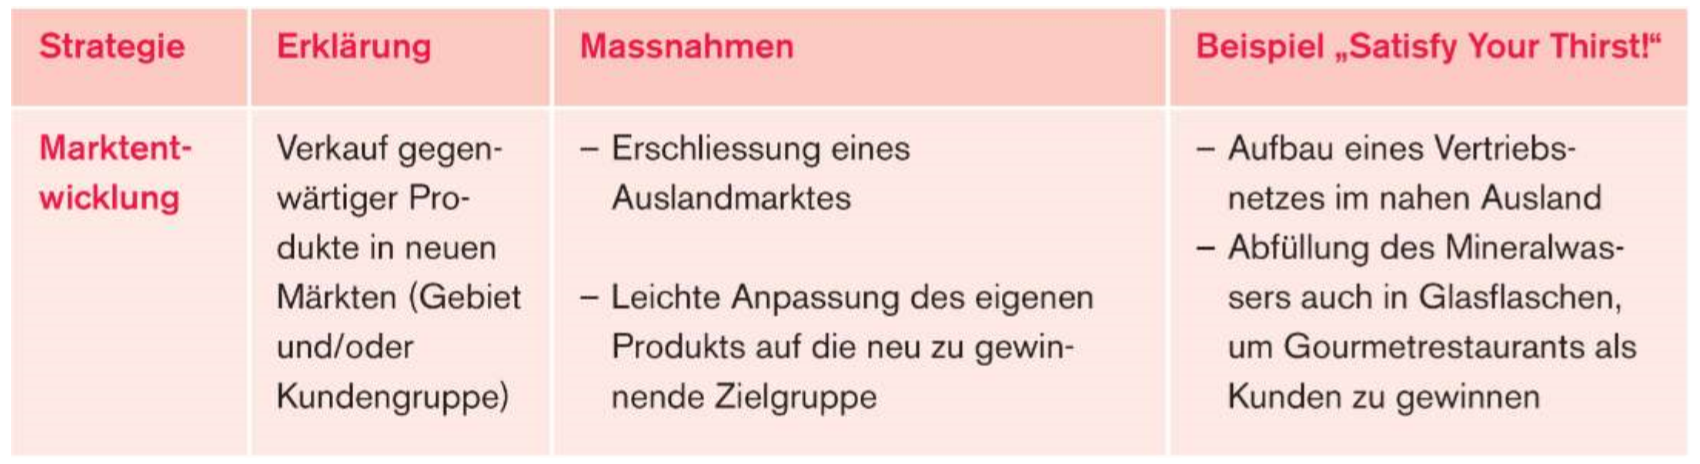 Strategie
Erklärung
Massnahmen
Beispiel „Satisfy Your Thirst!“
Marktent-
wicklung
Verkauf gegen-
wärtiger Pro-
dukte in neuen
Märkten (Gebiet
und/oder
Kundengruppe)
– Erschliessung eines
Auslandmarktes
– Leichte Anpassung des eigenen
Produkts auf die neu zu gewin-
nende Zielgruppe
– Aufbau eines Vertriebs-
netzes im nahen Ausland
– Abfüllung des Mineralwas-
sers auch in Glasflaschen,
um Gourmetrestaurants als
Kunden zu gewinnen